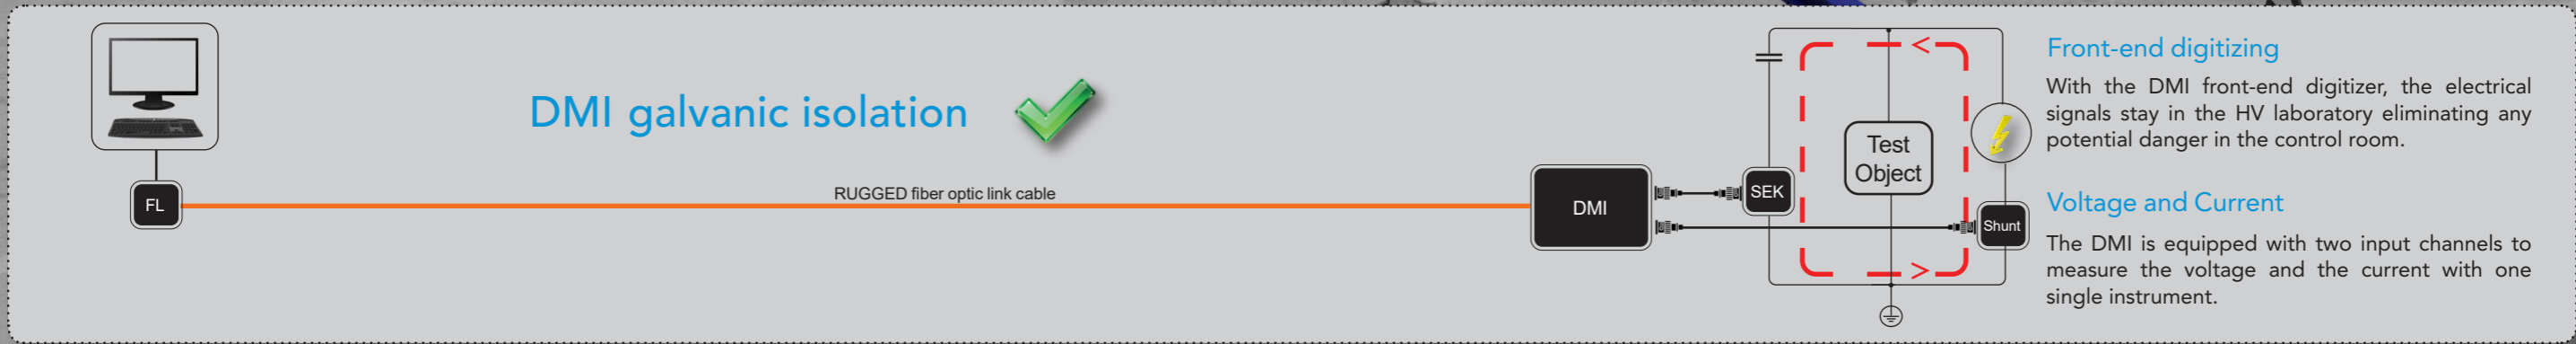 DMI galvanic isolation
FL
RUGGED fiber optic link cable
DMI
SEK
Test
Object
Shunt
Front-end digitizing
With the DMI front-end digitizer, the electrical
signals stay in the HV laboratory eliminating any
potential danger in the control room.
Voltage and Current
The DMI is equipped with two input channels to
measure the voltage and the current with one
single instrument.